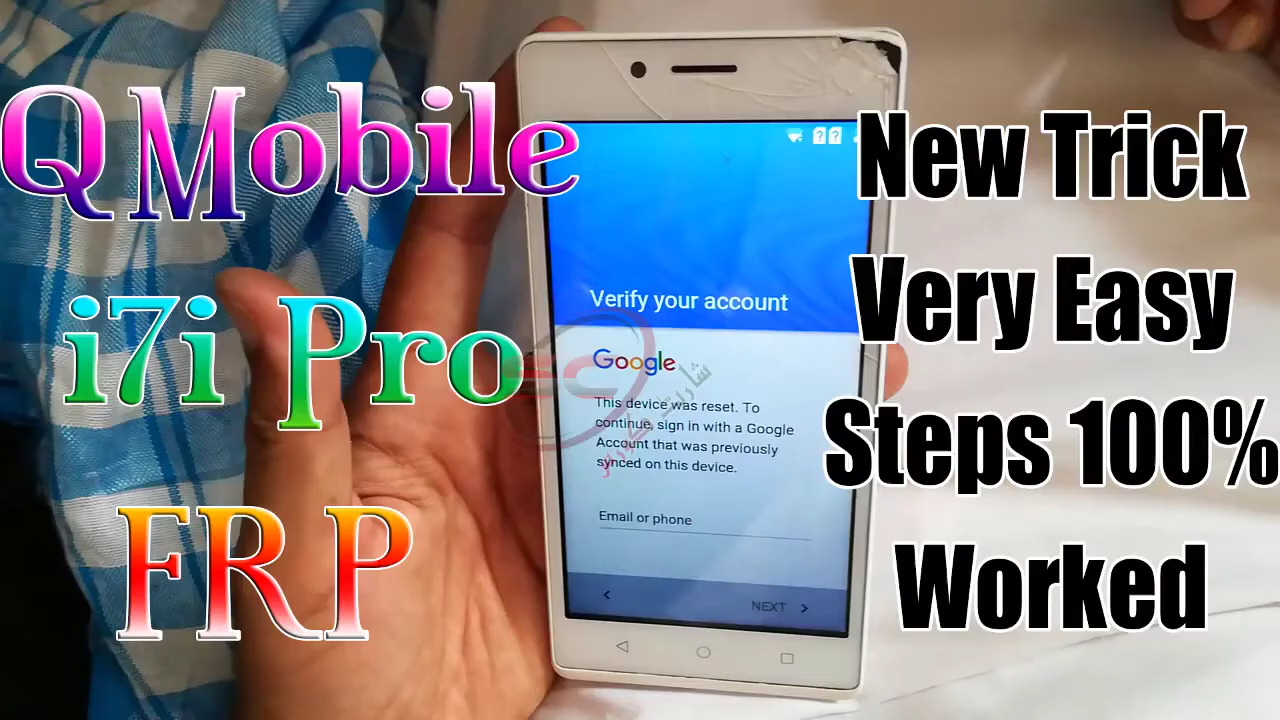 QMobile
i7i Pro
FRP
New Trick
Very Easy
Steps 100%
Worked
Verify your account
Google
This device was reset. To
continue, sign in with a Google
Account that was previously
synced on this device.
Email or phone
NEXT